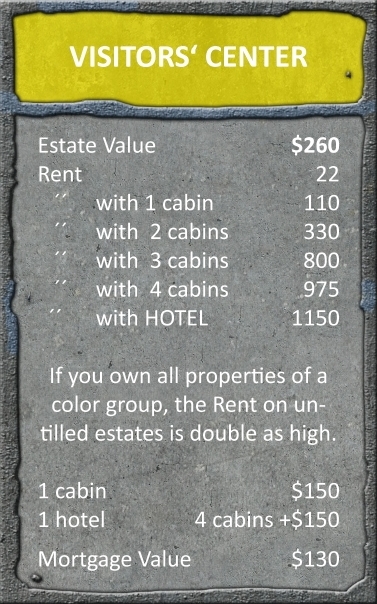 VISITORS‘ CENTER
Estate Value $260
Rent 22
´´ with 1 cabin 110
´´ with 2 cabins 330
´´ with 3 cabins 800
´´ with 4 cabins 975
´´ with HOTEL 1150
If you own all properties of a
color group, the Rent on un-
tilled estates is double as high.
1 cabin $150
1 hotel 4 cabins +$150
Mortgage Value $130